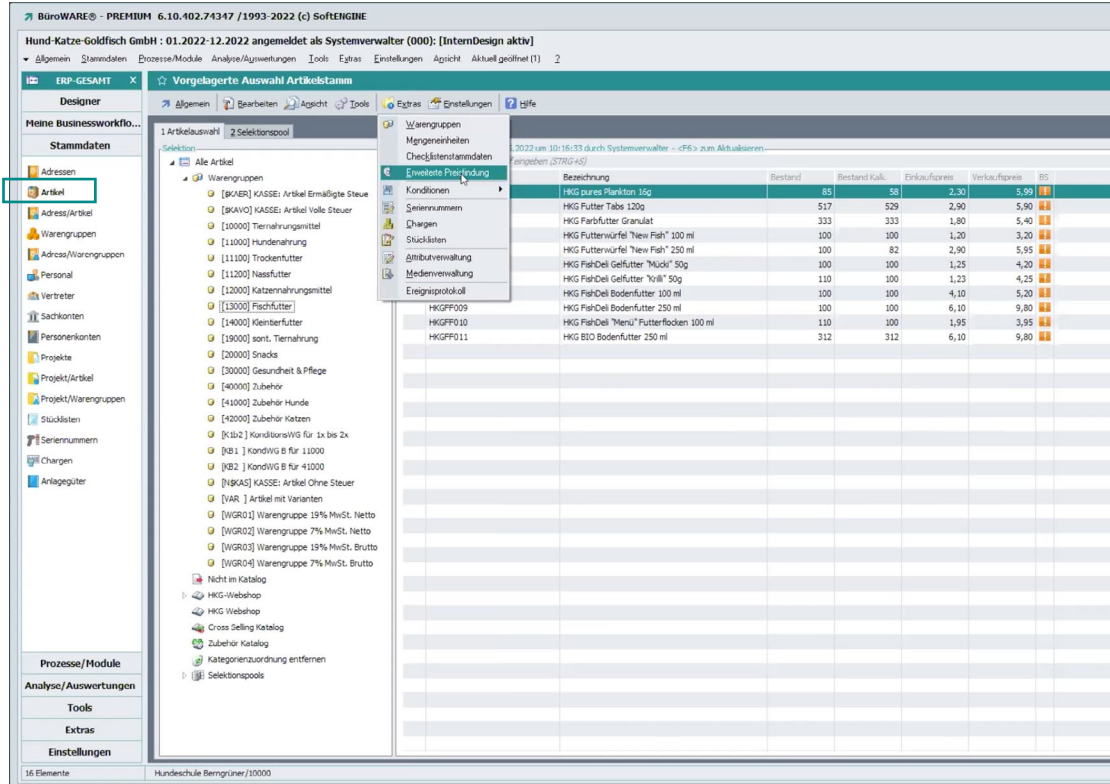 BüroWARE® - PREMIUM 6.10.402.74347 /1993-2022 (c) SoftENGINE
Hund-Katze-Goldfisch GmbH : 01.2022-12.2022 angemeldet als Systemverwalter (000): [InternDesign aktiv]
Allgemein Stammdaten Prozesse/Module Analyse/Auswertungen Tools Extras Einstellungen Ansicht Aktuell geöffnet (1) ?
ERP-GESAMT X
Vorgelagerte Auswahl Artikelstamm
Designer
Meine Businessworkflo...
Stammdaten
Adressen
Artikel
Adress/Artikel
Warengruppen
Adress/Warengruppen
Personal
Vertreter
Sachkonten
Personenkonten
Projekte
Projekt/Artikel
Projekt/Warengruppen
Stücklisten
Seriennummern
Chargen
Anlagegüter
Prozesse/Module
Analyse/Auswertungen
Tools
Extras
Einstellungen
Allgemein Bearbeiten Ansicht Tools Extras Einstellungen Hilfe
1 Artikelauswahl 2 Selektionspool
Selektion
Alle Artikel
Warengruppen
[$KAER] KASSE: Artikel Ermäßigte Steue
[$KAVO] KASSE: Artikel Volle Steuer
[10000] Tiernahrungsmittel
[11000] Hundenahrung
[11100] Trockenfutter
[11200] Nassfutter
[12000] Katzennahrungsmittel
[13000] Fischfutter
[14000] Kleintierfutter
[19000] sont. Tiernahrung
[20000] Snacks
[30000] Gesundheit & Pflege
[40000] Zubehör
[41000] Zubehör Hunde
[42000] Zubehör Katzen
[K1b2 ] KonditionsWG für 1x bis 2x
[KB1 ] KondWG B für 11000
[KB2 ] KondWG B für 41000
[N$KAS] KASSE: Artikel Ohne Steuer
[VAR ] Artikel mit Varianten
[WGR01] Warengruppe 19% MwSt. Netto
[WGR02] Warengruppe 7% MwSt. Netto
[WGR03] Warengruppe 19% MwSt. Brutto
[WGR04] Warengruppe 7% MwSt. Brutto
Nicht im Katalog
HKG-Webshop
HKG Webshop
Cross Selling Katalog
Zubehör Katalog
Kategorienzuordnung entfernen
Selektionspools
Warengruppen
Mengeneinheiten
Checklistenstammdaten
Erweiterte Preisfindung
Konditionen
Seriennummern
Chargen
Stücklisten
Attributverwaltung
Medienverwaltung
Ereignisprotokoll
.2022 um 10:16:33 durch Systemverwalter - <F6> zum Aktualisieren
eingeben (STRG+S)
Bezeichnung Bestand Bestand Kalk. Einkaufspreis Verkaufspreis BS
HKG pures Plankton 16g 85 58 2,30 5,99
HKG Futter Tabs 120g 517 529 2,90 5,90
HKG Farbfutter Granulat 333 333 1,80 5,40
HKG Futterwürfel "New Fish" 100 ml 100 100 1,20 3,20
HKG Futterwürfel "New Fish" 250 ml 100 82 2,90 5,95
HKG FishDeli Gelfutter "Mücki" 50g 100 100 1,25 4,20
HKG FishDeli Gelfutter "Krilli" 50g 110 100 1,23 4,25
HKG FishDeli Bodenfutter 100 ml 100 100 4,10 5,20
HKGFF009 HKG FishDeli Bodenfutter 250 ml 100 100 6,10 9,80
HKGFF010 HKG FishDeli "Menü" Futterflocken 100 ml 110 100 1,95 3,95
HKGFF011 HKG BIO Bodenfutter 250 ml 312 312 6,10 9,80
16 Elemente
Hundeschule Berngrüner/10000